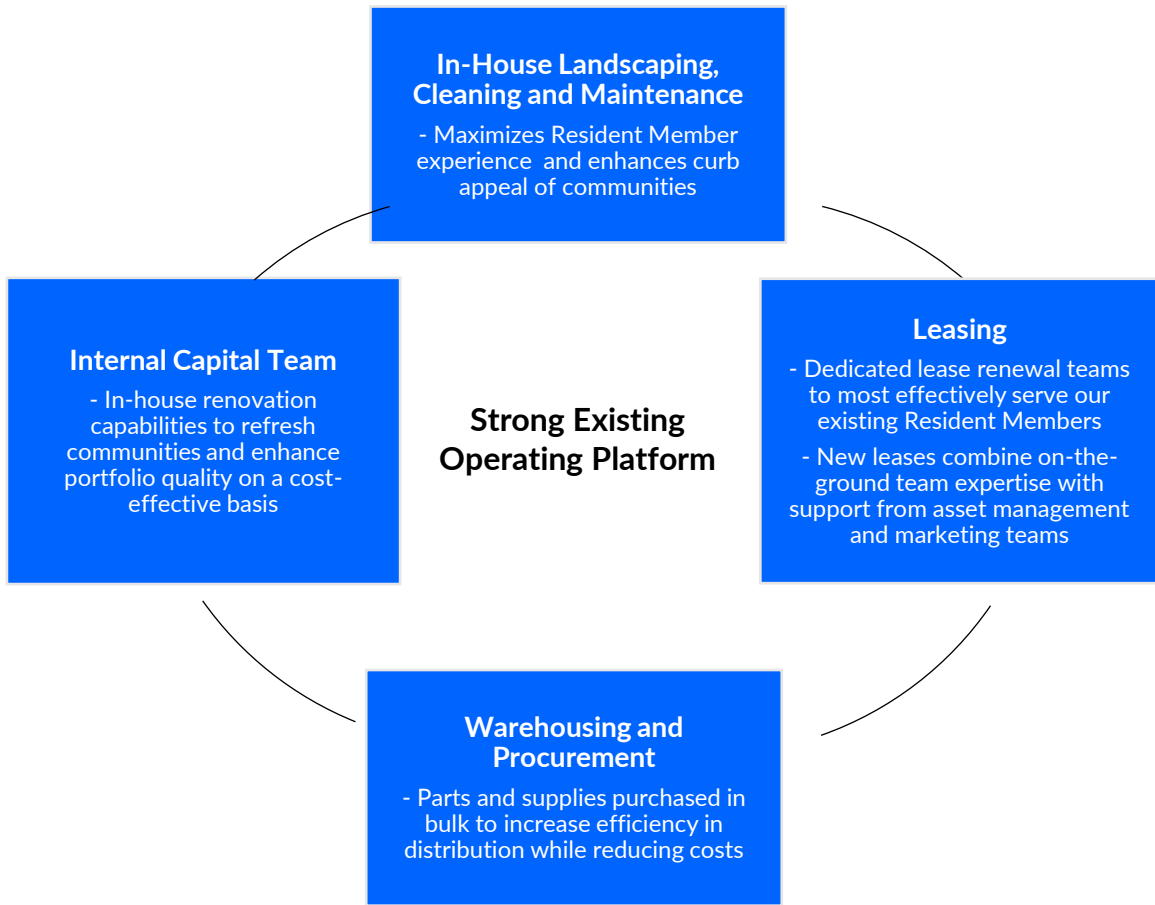 In-House Landscaping,
Cleaning and Maintenance
- Maximizes Resident Member
experience and enhances curb
appeal of communities
Internal Capital Team
- In-house renovation
capabilities to refresh
communities and enhance
portfolio quality on a cost-
effective basis
Strong Existing
Operating Platform
Leasing
- Dedicated lease renewal teams
to most effectively serve our
existing Resident Members
- New leases combine on-the-
ground team expertise with
support from asset management
and marketing teams
Warehousing and
Procurement
- Parts and supplies purchased in
bulk to increase efficiency in
distribution while reducing costs